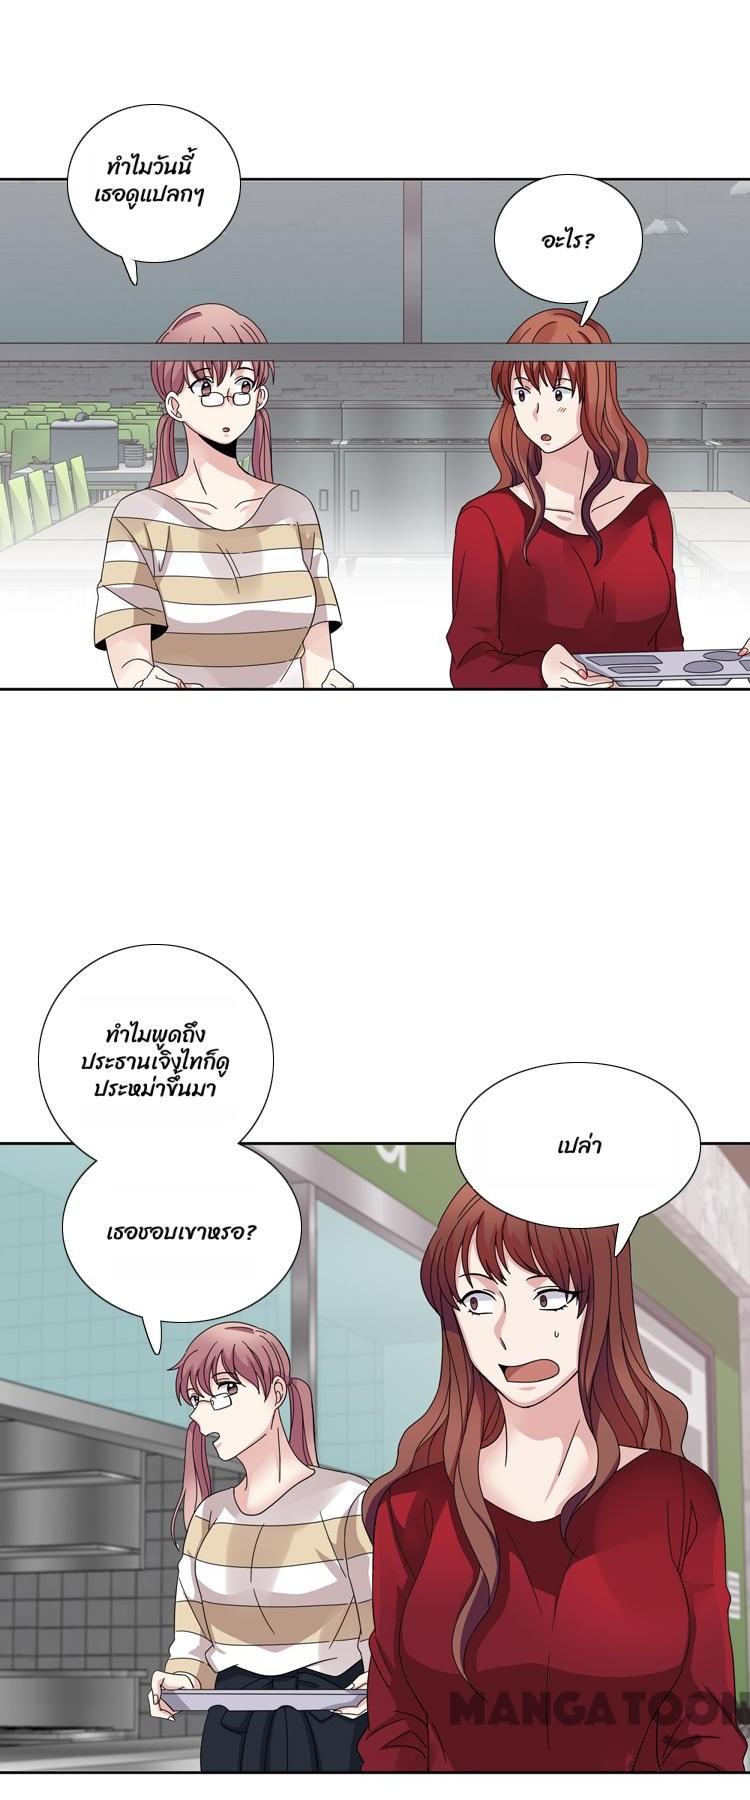 ทำไมวันนี้
เธอดูแปลกๆ
อะไร?
ทำไมพูดถึง
ประธานเจิงไทก็ดู
ประหม่าขึ้นมา
เธอชอบเขาหรอ?
เปล่า
MANGATOON